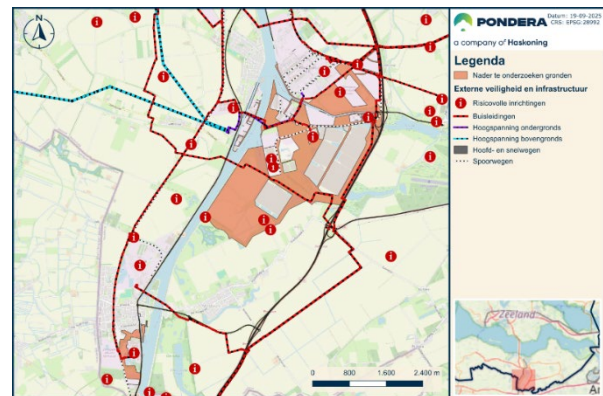 N
PONDERA
Datum: 19-09-2025
CRS: EPSG:28992
a company of Haskoning
Legenda
Nader te onderzoeken gronden
Externe veiligheid en infrastructuur
Risicovolle inrichtingen
Buisleidingen
Hoogspanning ondergronds
Hoogspanning bovengronds
Hoofd- en snelwegen
Spoorwegen
0 800 1.600 2.400 m
Zeeland